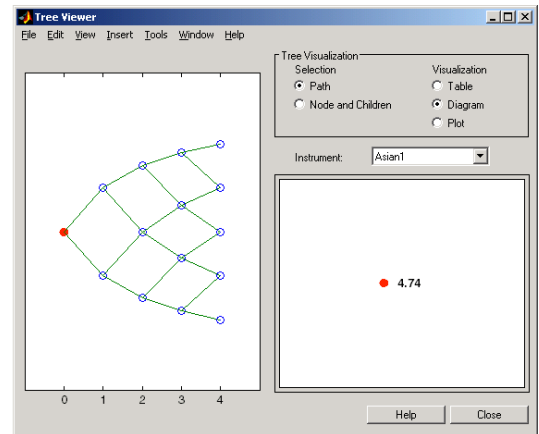 Tree Viewer
File Edit View Insert Tools Window Help
Tree Visualization
Selection Visualization
Path Table
Node and Children Diagram
Plot
Instrument: Asian1
4.74
0 1 2 3 4
Help Close